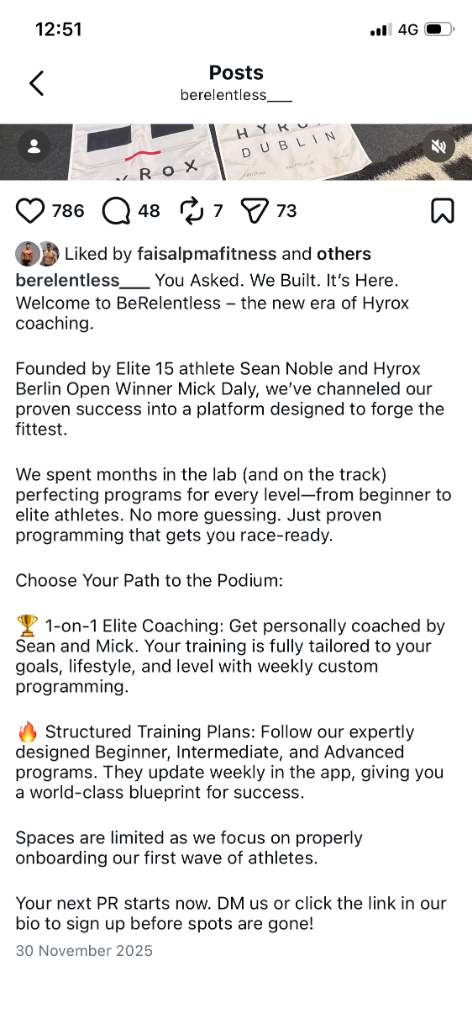 12:51
4G
Posts
berelentless___
ROX
HYRO
DUBLIN
786 48 7 73
Liked by faisalpmafitness and others
berelentless___ You Asked. We Built. It’s Here.
Welcome to BeRelentless – the new era of Hyrox
coaching.
Founded by Elite 15 athlete Sean Noble and Hyrox
Berlin Open Winner Mick Daly, we’ve channeled our
proven success into a platform designed to forge the
fittest.
We spent months in the lab (and on the track)
perfecting programs for every level—from beginner to
elite athletes. No more guessing. Just proven
programming that gets you race-ready.
Choose Your Path to the Podium:
🏆 1-on-1 Elite Coaching: Get personally coached by
Sean and Mick. Your training is fully tailored to your
goals, lifestyle, and level with weekly custom
programming.
🔥 Structured Training Plans: Follow our expertly
designed Beginner, Intermediate, and Advanced
programs. They update weekly in the app, giving you
a world-class blueprint for success.
Spaces are limited as we focus on properly
onboarding our first wave of athletes.
Your next PR starts now. DM us or click the link in our
bio to sign up before spots are gone!
30 November 2025